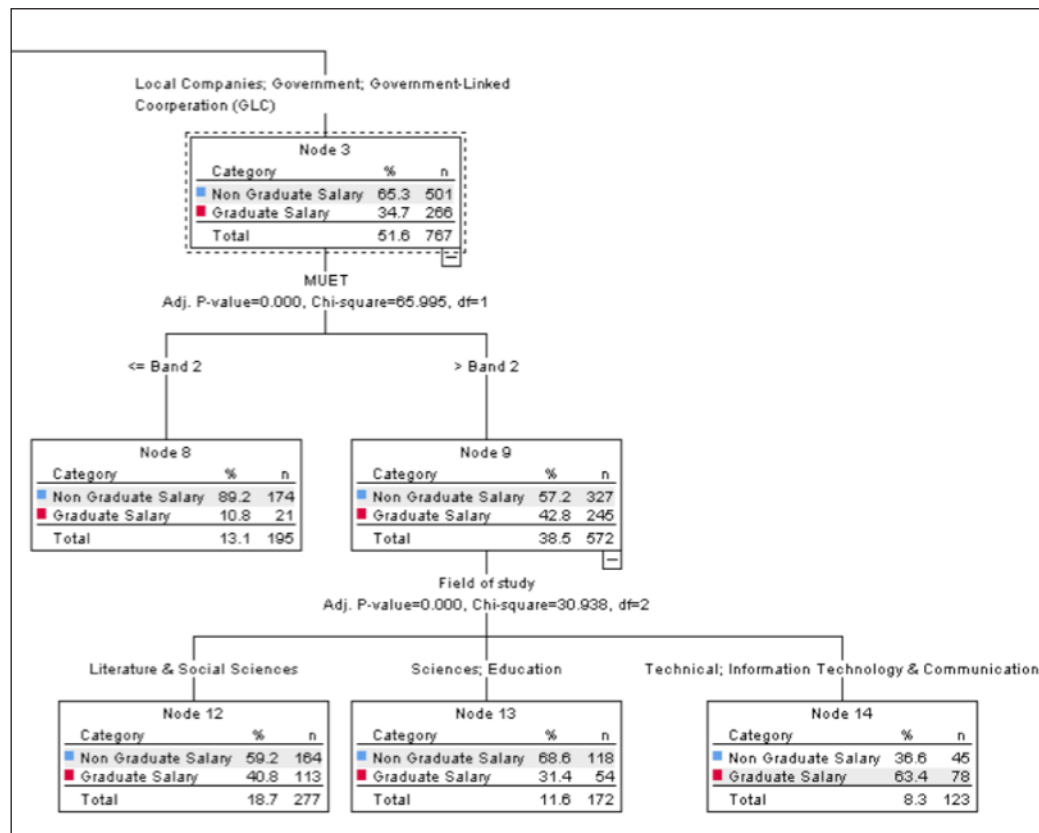 Local Companies; Government; Government-Linked
Coorperation (GLC)
Node 3
Category % n
Non Graduate Salary 65.3 501
Graduate Salary 34.7 266
Total 51.6 767
MUET
Adj. P-value=0.000, Chi-square=65.995, df=1
<= Band 2
> Band 2
Node 8
Category % n
Non Graduate Salary 89.2 174
Graduate Salary 10.8 21
Total 13.1 195
Node 9
Category % n
Non Graduate Salary 57.2 327
Graduate Salary 42.8 245
Total 38.5 572
Field of study
Adj. P-value=0.000, Chi-square=30.938, df=2
Literature & Social Sciences
Sciences; Education
Technical; Information Technology & Communication
Node 12
Category % n
Non Graduate Salary 59.2 164
Graduate Salary 40.8 113
Total 18.7 277
Node 13
Category % n
Non Graduate Salary 68.6 118
Graduate Salary 31.4 54
Total 11.6 172
Node 14
Category % n
Non Graduate Salary 36.6 45
Graduate Salary 63.4 78
Total 8.3 123